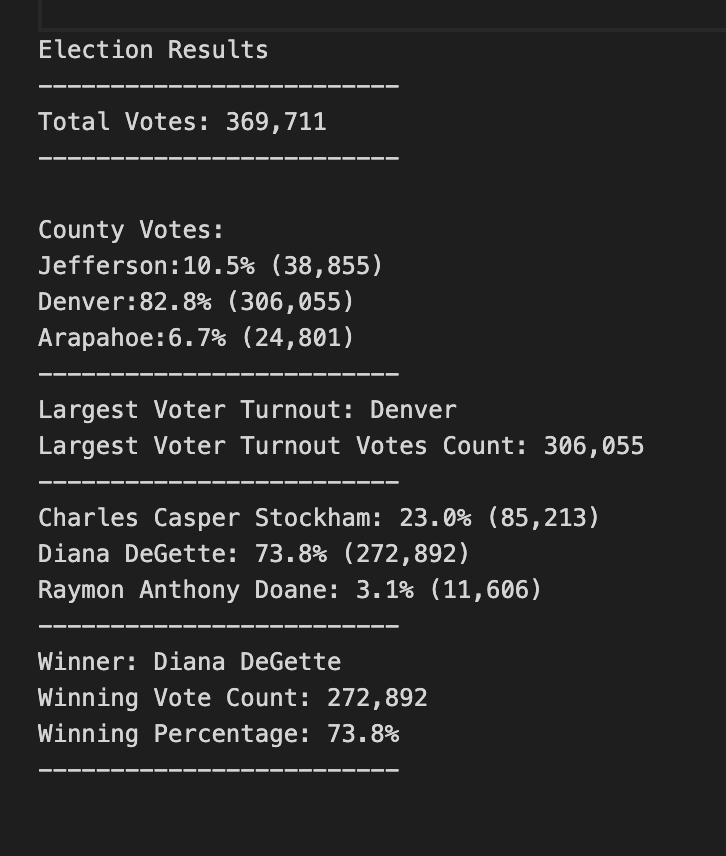 Election Results
-------------------------
Total Votes: 369,711
-------------------------

County Votes:
Jefferson:10.5% (38,855)
Denver:82.8% (306,055)
Arapahoe:6.7% (24,801)
-------------------------
Largest Voter Turnout: Denver
Largest Voter Turnout Votes Count: 306,055
-------------------------
Charles Casper Stockham: 23.0% (85,213)
Diana DeGette: 73.8% (272,892)
Raymon Anthony Doane: 3.1% (11,606)
-------------------------
Winner: Diana DeGette
Winning Vote Count: 272,892
Winning Percentage: 73.8%
-------------------------